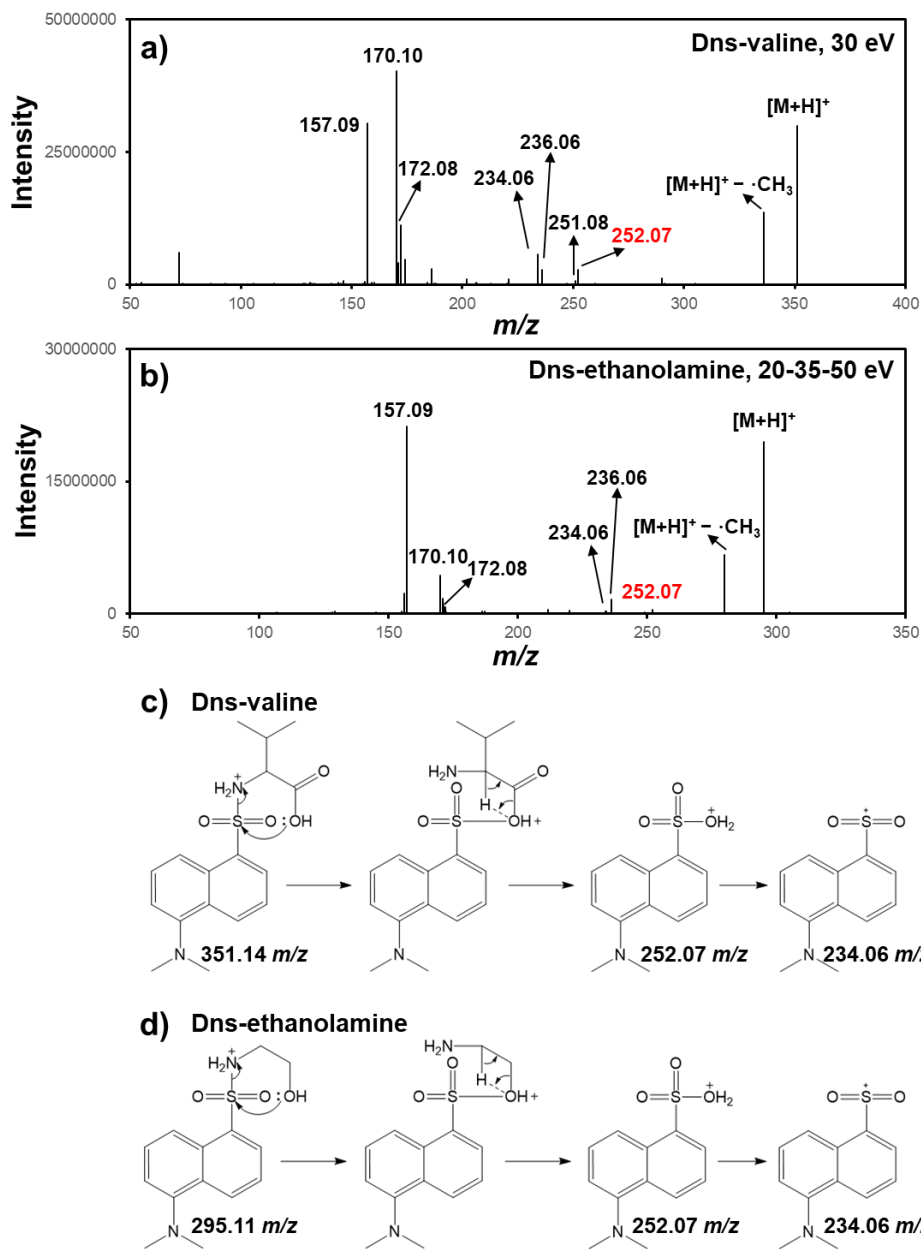 a)
Dns-valine, 30 eV
50000000
25000000
0
Intensity
157.09
170.10
172.08
234.06
236.06
251.08
252.07
[M+H]⁺ − ·CH₃
[M+H]⁺
50 100 150 200 250 300 350 400
m/z
b)
Dns-ethanolamine, 20-35-50 eV
30000000
15000000
0
Intensity
157.09
170.10
172.08
234.06
236.06
252.07
[M+H]⁺ − ·CH₃
[M+H]⁺
50 100 150 200 250 300 350
m/z
c) Dns-valine
H₂N⁺ O OH O S O N
351.14 m/z
H₂N O H O O S OH+ N
O O S OH₂⁺ N
252.07 m/z
O S⁺ O N
234.06 m/z
d) Dns-ethanolamine
H₂N⁺ OH O S O N
295.11 m/z
H₂N H O O S OH+ N
O O S OH₂⁺ N
252.07 m/z
O S⁺ O N
234.06 m/z